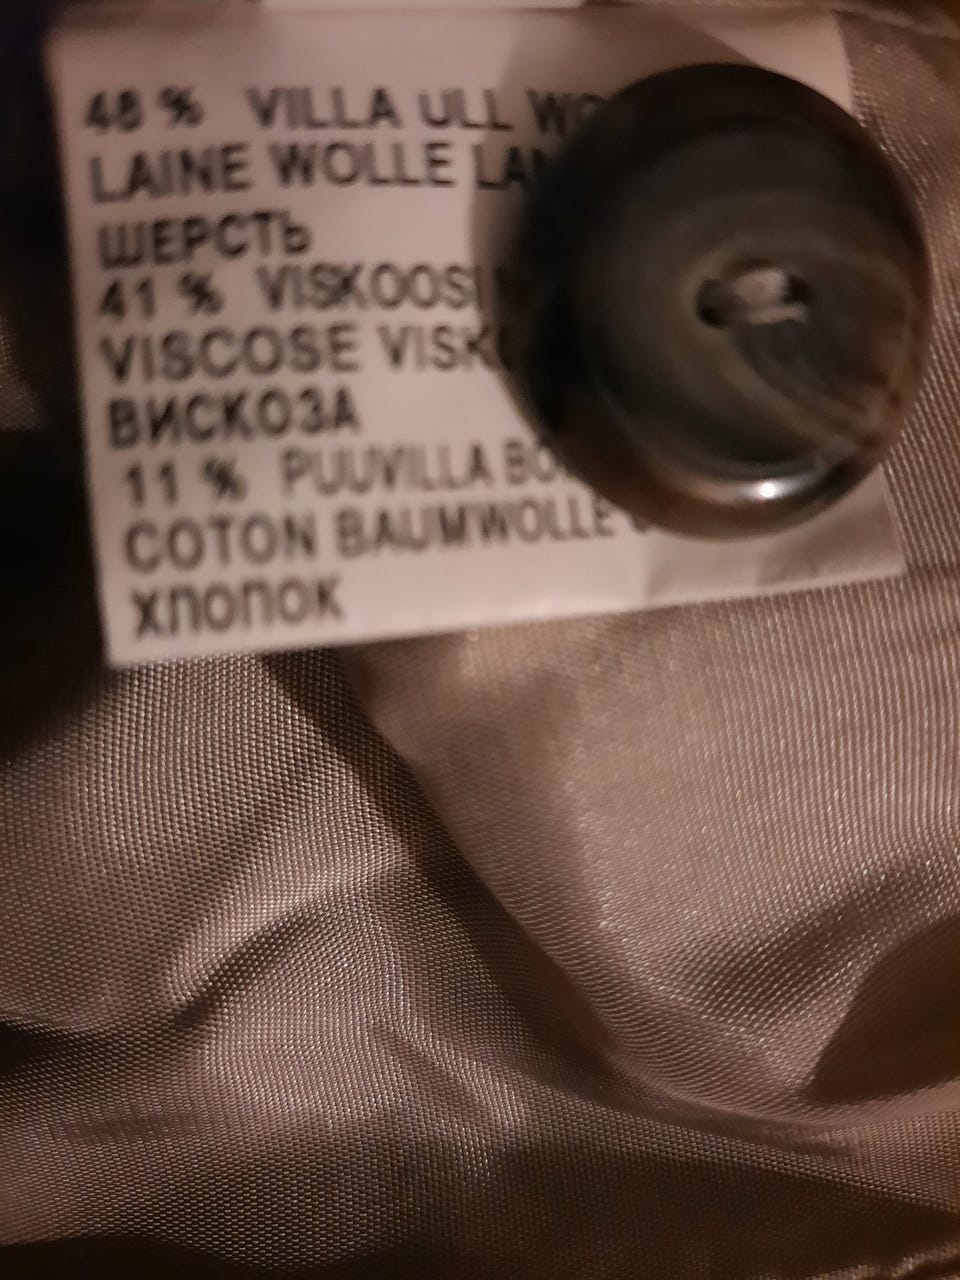 48 % VILLA ULL
LAINE WOLLE
ШЕРСТЬ
41 % VISKOOSI
VISCOSE
ВИСКОЗА
11 % PUUVILLA
COTON BAUMWOLLE
ХЛОПОК